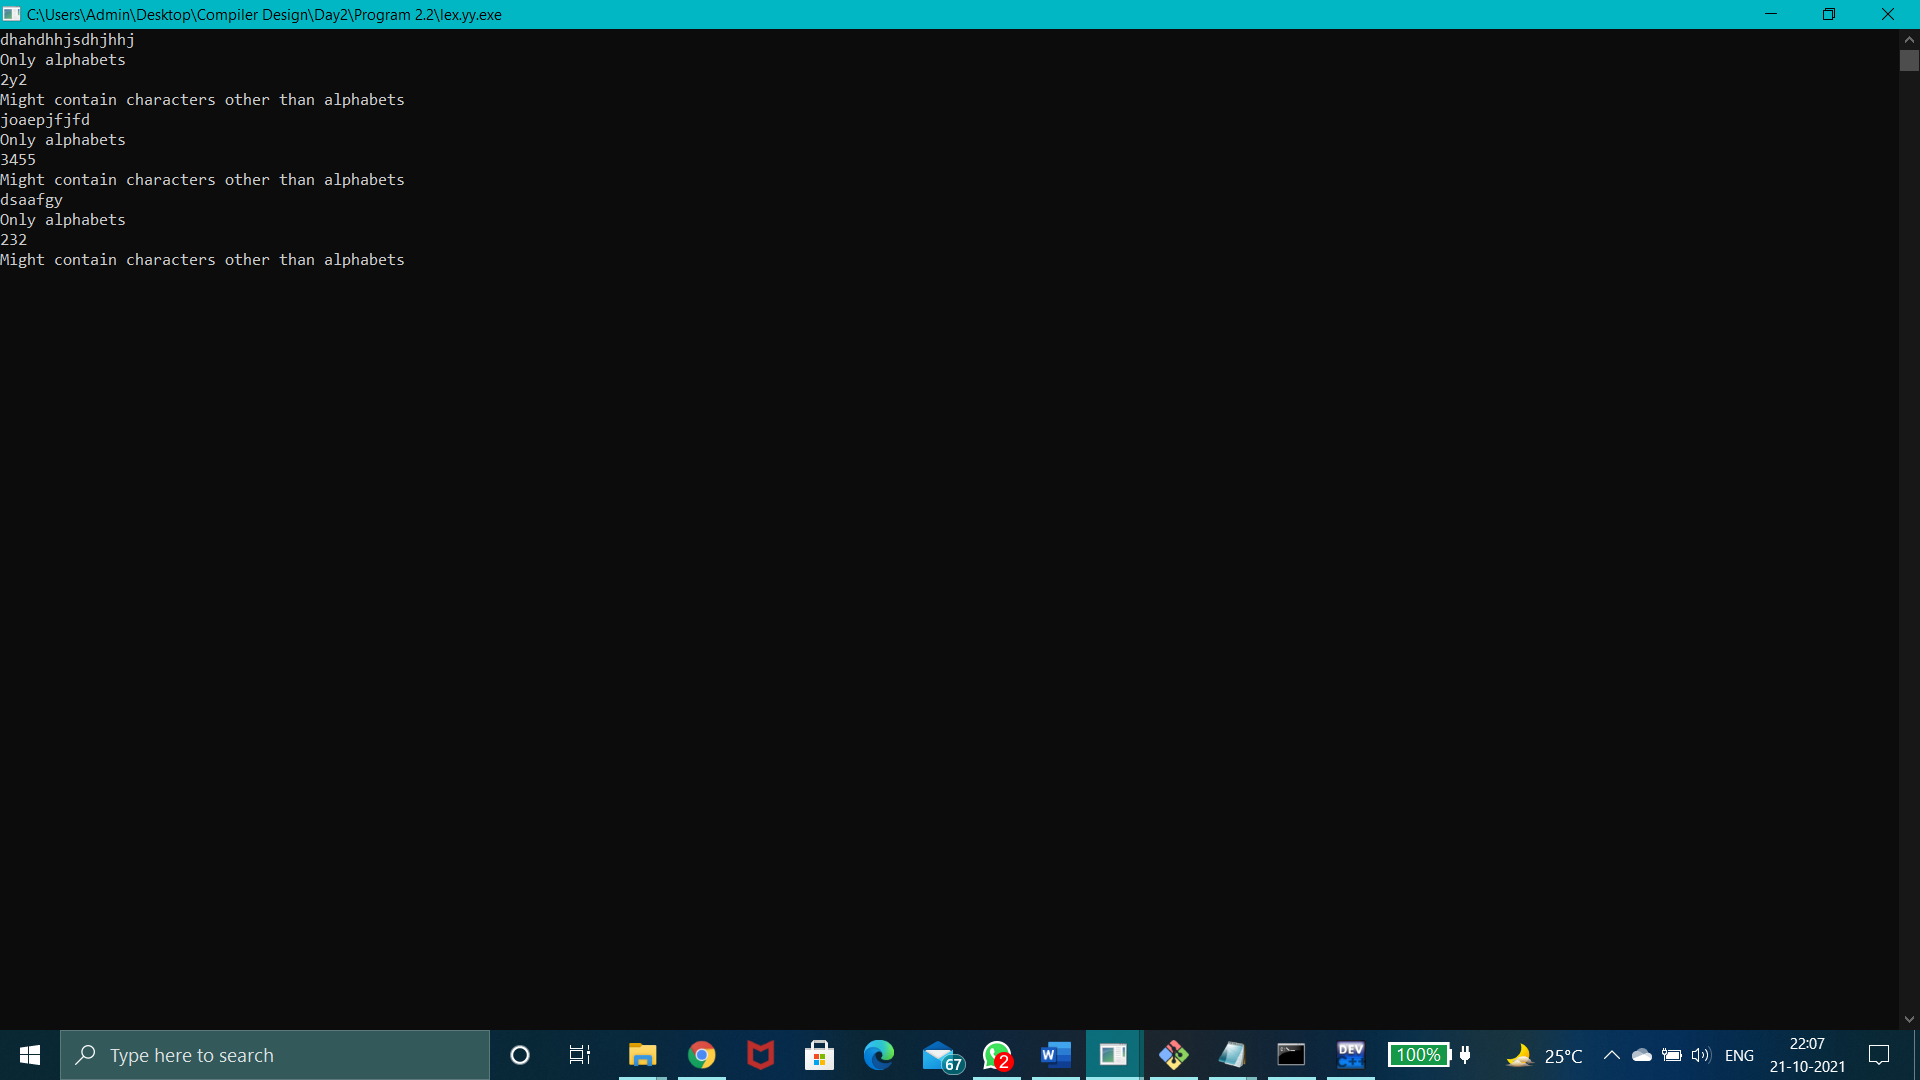 C:\Users\Admin\Desktop\Compiler Design\Day2\Program 2.2\lex.yy.exe
dhahdhhjsdhjhhj
Only alphabets
2y2
Might contain characters other than alphabets
joaepjfjfd
Only alphabets
3455
Might contain characters other than alphabets
dsaafgy
Only alphabets
232
Might contain characters other than alphabets
Type here to search
67
2
W
DEV
C++
100%
25°C
ENG
22:07
21-10-2021